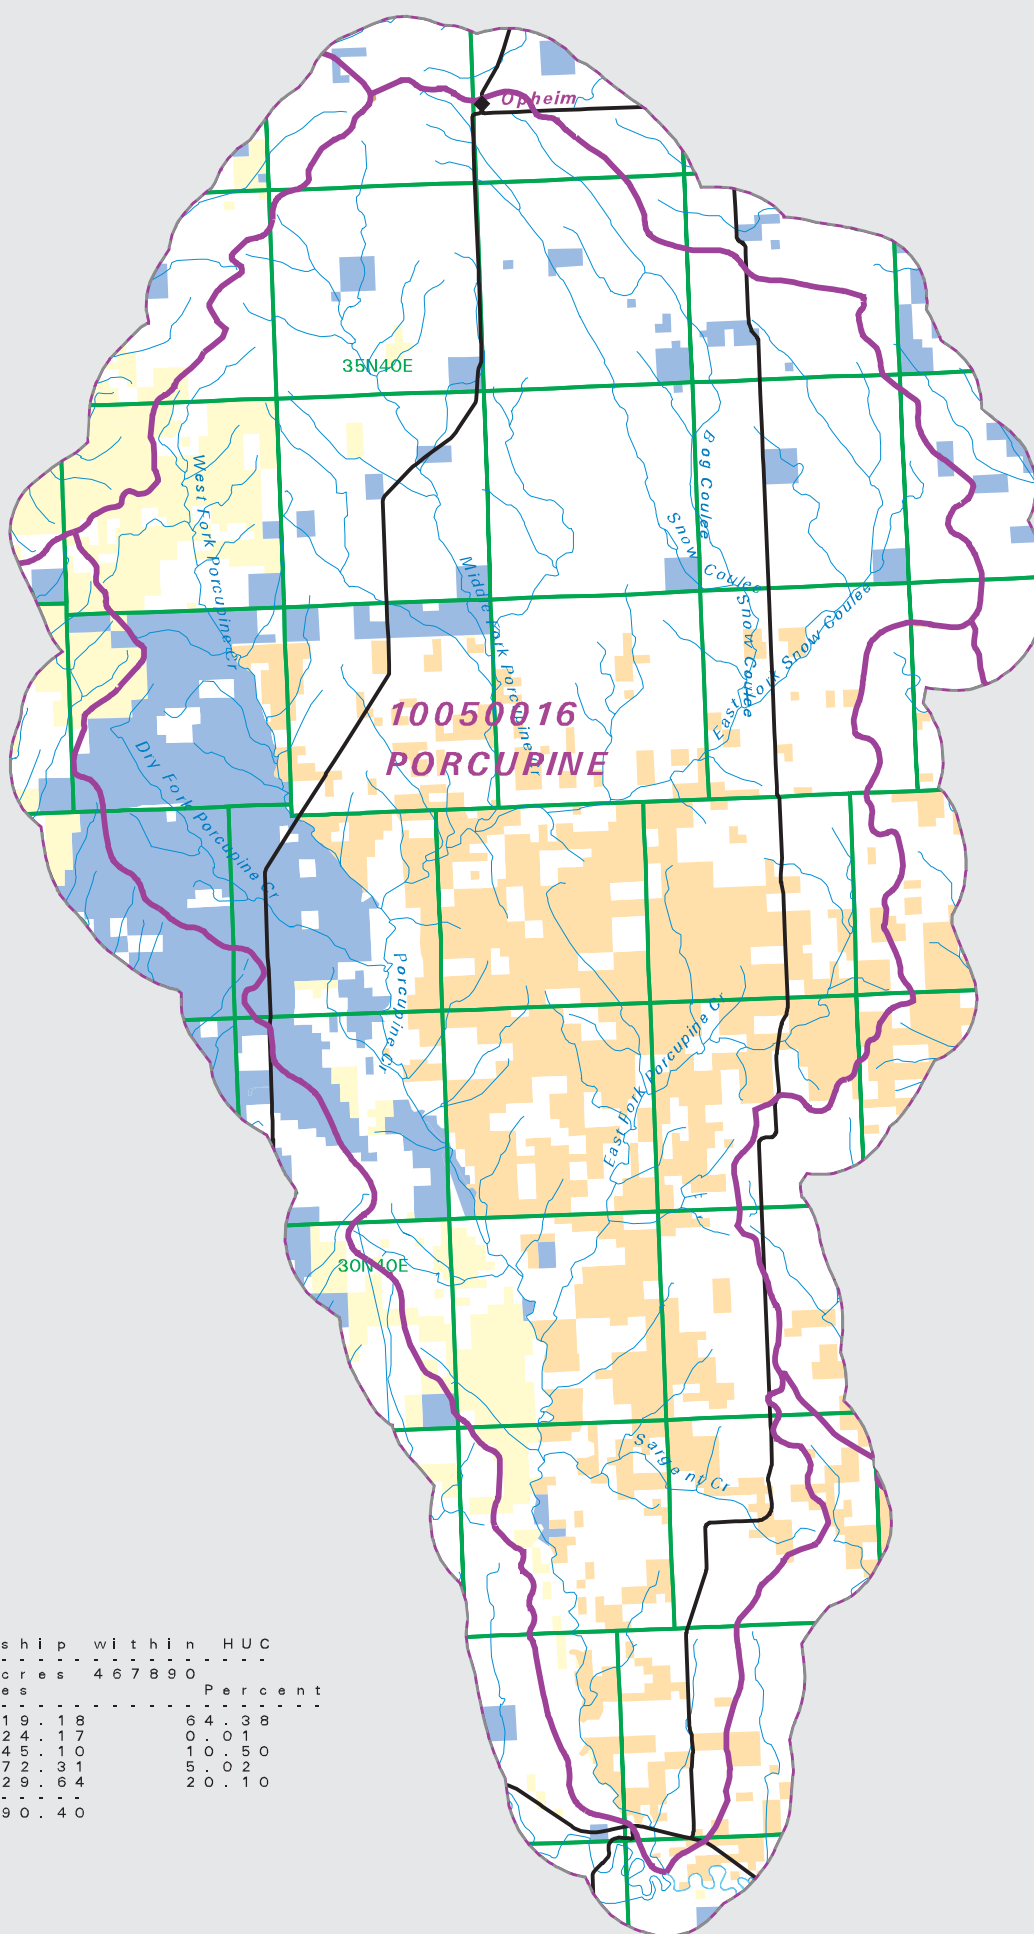 Opheim
35N40E
Bog Coulee
West Fork Porcupine Cr
Snow Coulee
Middle Fork Porcupine Cr
Snow Coulee
East Fork Snow Coulee
10050016
PORCUPINE
Dry Fork Porcupine Cr
Porcupine Cr
East Fork Porcupine Cr
30N40E
Sargent Cr
ship within HUC
- - - - - - - - - - - - - - -
cres 467890
es Percent
- - - - - - - - - - - - - - - - - -
19.18 64.38
24.17 0.01
45.10 10.50
72.31 5.02
29.64 20.10
- - - - -
90.40